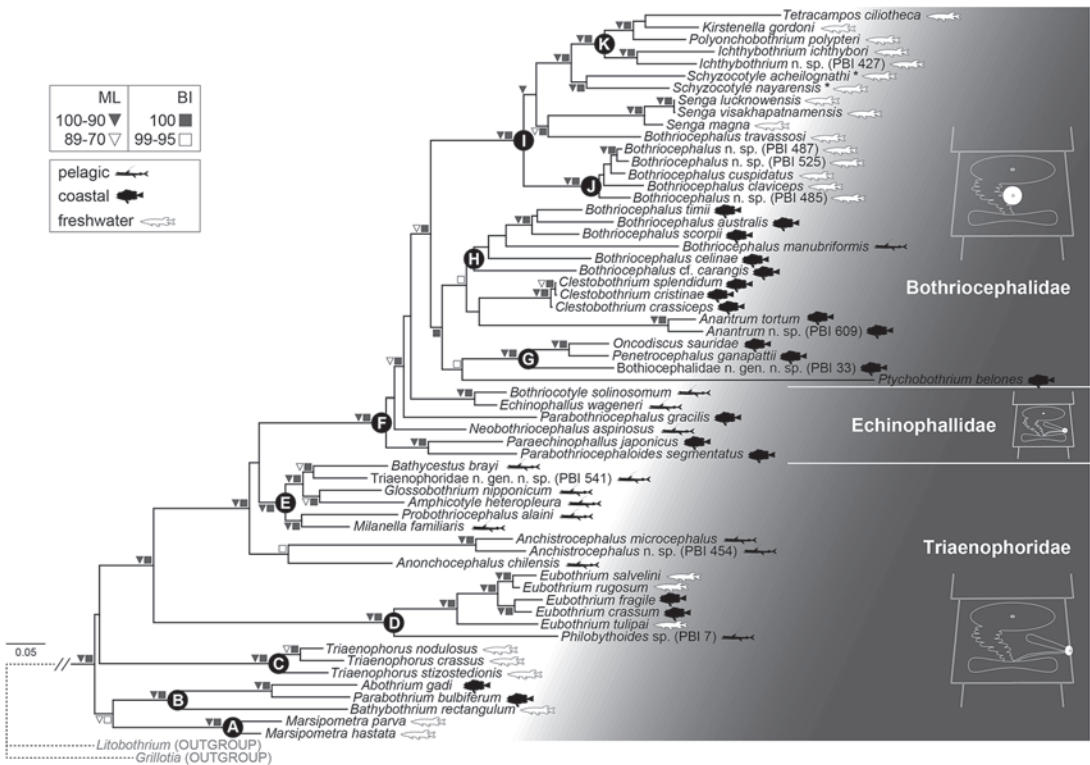 Tetracampos ciliotheca
Kirstenella gordoni
Polyonchobothrium polypteri
K
Ichthybothrium ichthybori
Ichthybothrium n. sp. (PBI 427)
Schyzocotyle acheilognathi *
Schyzocotyle nayarensis *
ML BI
100-90 100
89-70 99-95
Senga lucknowensis
Senga visakhapatnamensis
Senga magna
I
Bothriocephalus travassosi
Bothriocephalus n. sp. (PBI 487)
Bothriocephalus n. sp. (PBI 525)
pelagic
Bothriocephalus cuspidatus
J
Bothriocephalus claviceps
coastal
Bothriocephalus n. sp. (PBI 485)
freshwater
Bothriocephalus timii
Bothriocephalus australis
Bothriocephalus scorpii
Bothriocephalus manubriformis
H
Bothriocephalus celinae
Bothriocephalus cf. carangis
Clestobothrium splendidum
Bothriocephalidae
Clestobothrium cristinae
Clestobothrium crassiceps
Anantrum tortum
Anantrum n. sp. (PBI 609)
Oncodiscus sauridae
G
Penetrocephalus ganapattii
Bothiocephalidae n. gen. n. sp. (PBI 33)
Ptychobothrium belones
Bothriocotyle solinosomum
Echinophallus wageneri
Parabothriocephalus gracilis
F
Echinophallidae
Neobothriocephalus aspinosus
Paraechinophallus japonicus
Parabothriocephaloides segmentatus
Bathycestus brayi
Triaenophoridae n. gen. n. sp. (PBI 541)
Glossobothrium nipponicum
E
Amphicotyle heteropleura
Probothriocephalus alaini
Milanella familiaris
Anchistrocephalus microcephalus
Triaenophoridae
Anchistrocephalus n. sp. (PBI 454)
Anonchocephalus chilensis
Eubothrium salvelini
Eubothrium rugosum
Eubothrium fragile
Eubothrium crassum
D
Eubothrium tulipai
Philobythoides sp. (PBI 7)
0.05
Triaenophorus nodulosus
C
Triaenophorus crassus
Triaenophorus stizostedionis
Abothrium gadi
B
Parabothrium bulbiferum
Bathybothrium rectangulum
Marsipometra parva
A
Marsipometra hastata
Litobothrium (OUTGROUP)
Grillotia (OUTGROUP)